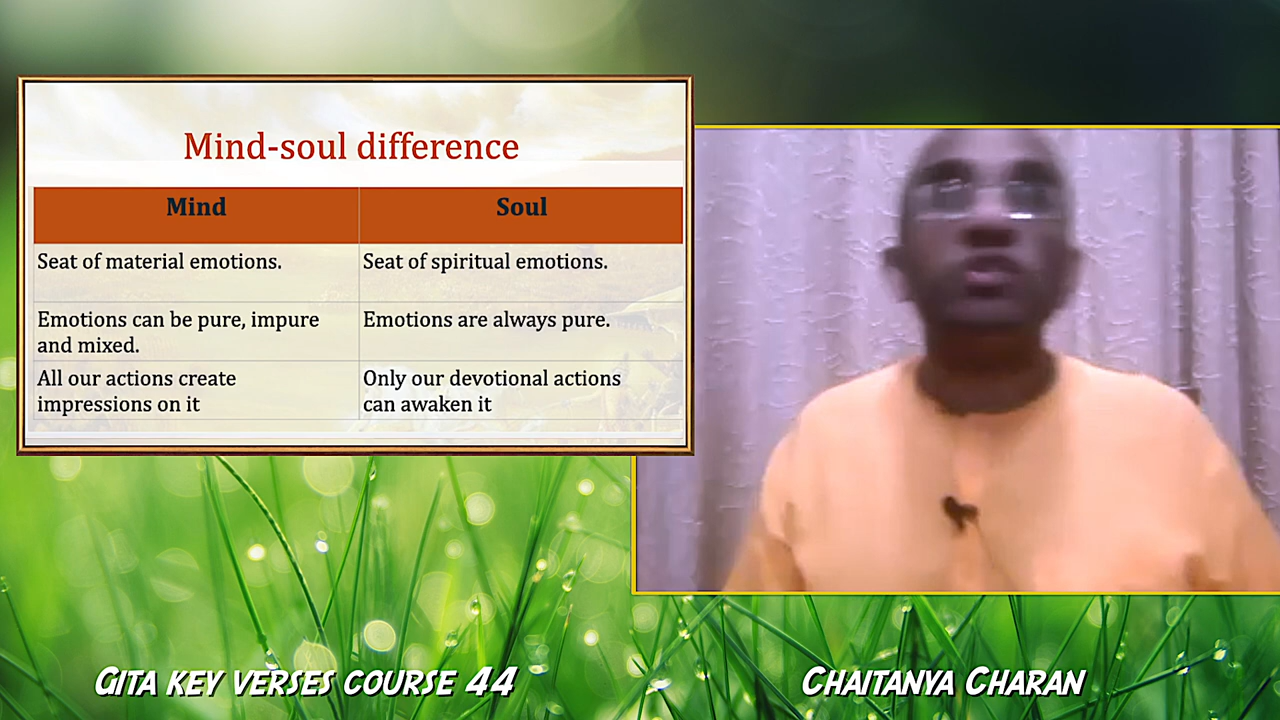 Mind-soul difference
Mind
Soul
Seat of material emotions.
Seat of spiritual emotions.
Emotions can be pure, impure
and mixed.
Emotions are always pure.
All our actions create
impressions on it
Only our devotional actions
can awaken it
GITA KEY VERSES COURSE 44
CHAITANYA CHARAN